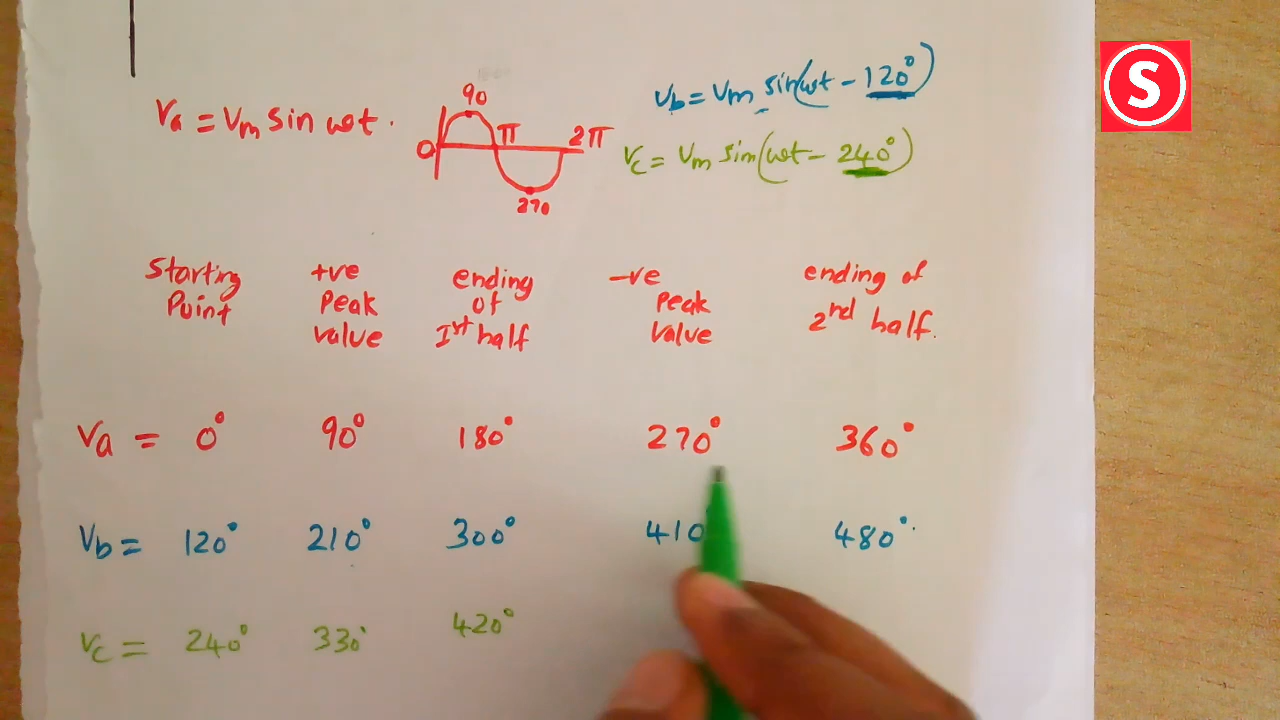 Va = Vm sin ωt.
0
90
π
2π
270
Vb = Vm sin(ωt - 120°)
Vc = Vm sin(ωt - 240°)
S
Starting
Point
+ve
Peak
value
ending
of
Ist half
-ve
Peak
value
ending of
2nd half.
Va = 0° 90° 180° 270° 360°
Vb = 120° 210° 300° 410 480°
Vc = 240° 330° 420°